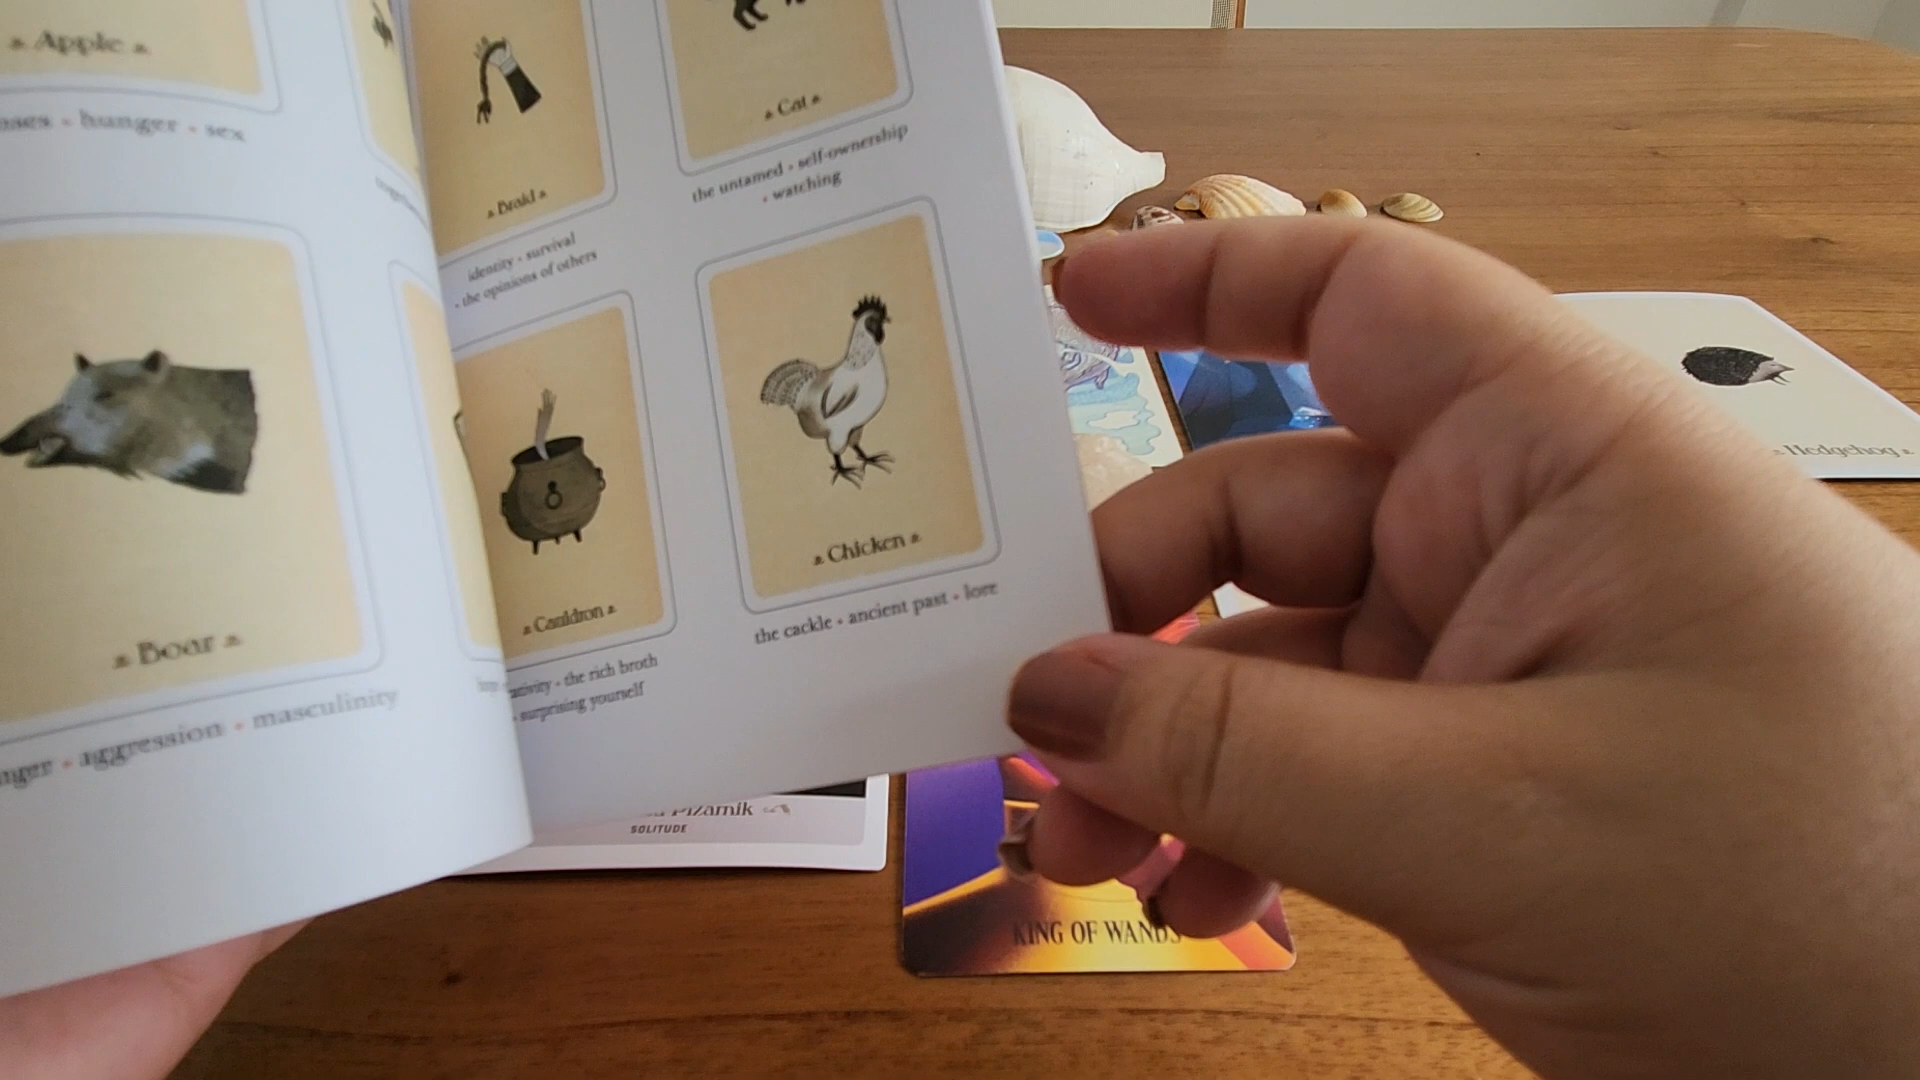 Apple
hunger • sex
Boar
aggression • masculinity
Braid
identity • survival
• the opinions of others
Cat
the untamed • self-ownership
• watching
Cauldron
• the rich broth
• surprising yourself
Chicken
the cackle • ancient past • lore
Hedgehog
Pizarnik
SOLITUDE
KING OF WANDS